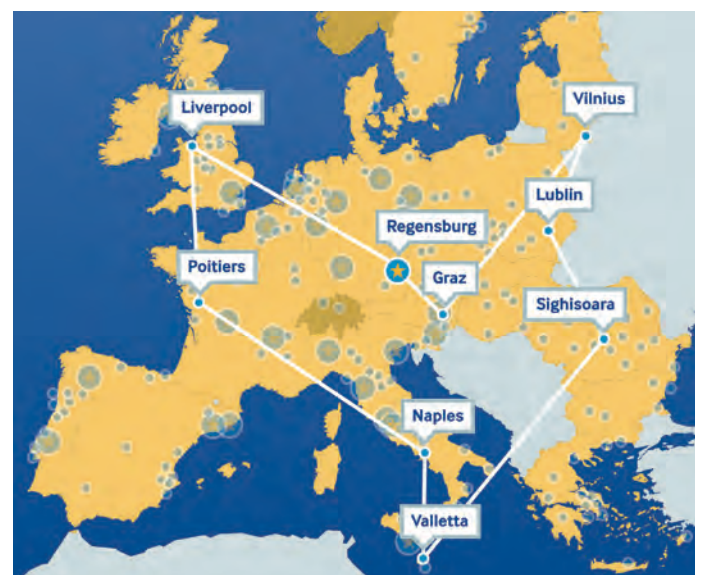 Liverpool
Vilnius
Lublin
Regensburg
Poitiers
Graz
Sighisoara
Naples
Valletta